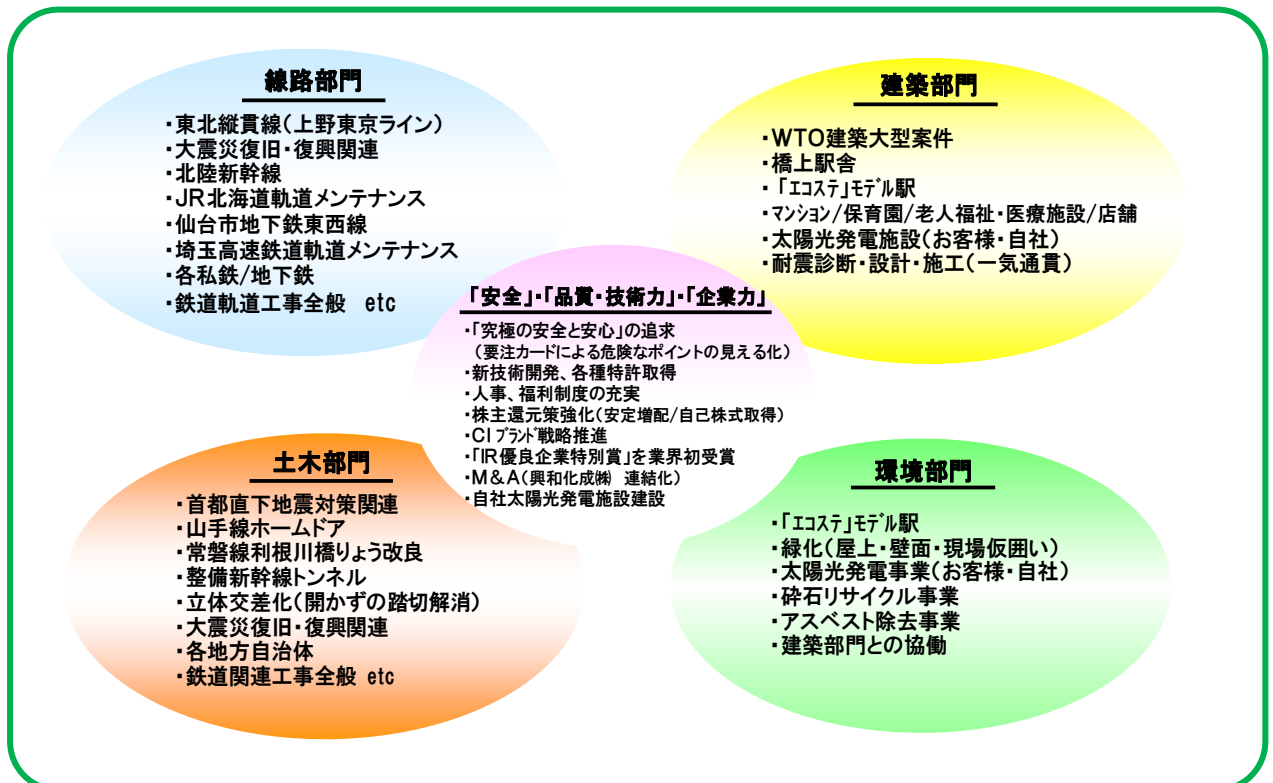 線路部門
・東北縦貫線(上野東京ライン)
・大震災復旧・復興関連
・北陸新幹線
・JR北海道軌道メンテナンス
・仙台市地下鉄東西線
・埼玉高速鉄道軌道メンテナンス
・各私鉄/地下鉄
・鉄道軌道工事全般 etc
建築部門
・WTO建築大型案件
・橋上駅舎
・「エコステ」モデル駅
・マンション/保育園/老人福祉・医療施設/店舗
・太陽光発電施設(お客様・自社)
・耐震診断・設計・施工(一気通貫)
「安全」・「品質・技術力」・「企業力」
・「究極の安全と安心」の追求
(要注カードによる危険なポイントの見える化)
・新技術開発、各種特許取得
・人事、福利制度の充実
・株主還元策強化(安定増配/自己株式取得)
・CIブランド戦略推進
・「IR優良企業特別賞」を業界初受賞
・M&A(興和化成㈱ 連結化)
・自社太陽光発電施設建設
土木部門
・首都直下地震対策関連
・山手線ホームドア
・常磐線利根川橋りょう改良
・整備新幹線トンネル
・立体交差化(開かずの踏切解消)
・大震災復旧・復興関連
・各地方自治体
・鉄道関連工事全般 etc
環境部門
・「エコステ」モデル駅
・緑化(屋上・壁面・現場仮囲い)
・太陽光発電事業(お客様・自社)
・砕石リサイクル事業
・アスベスト除去事業
・建築部門との協働